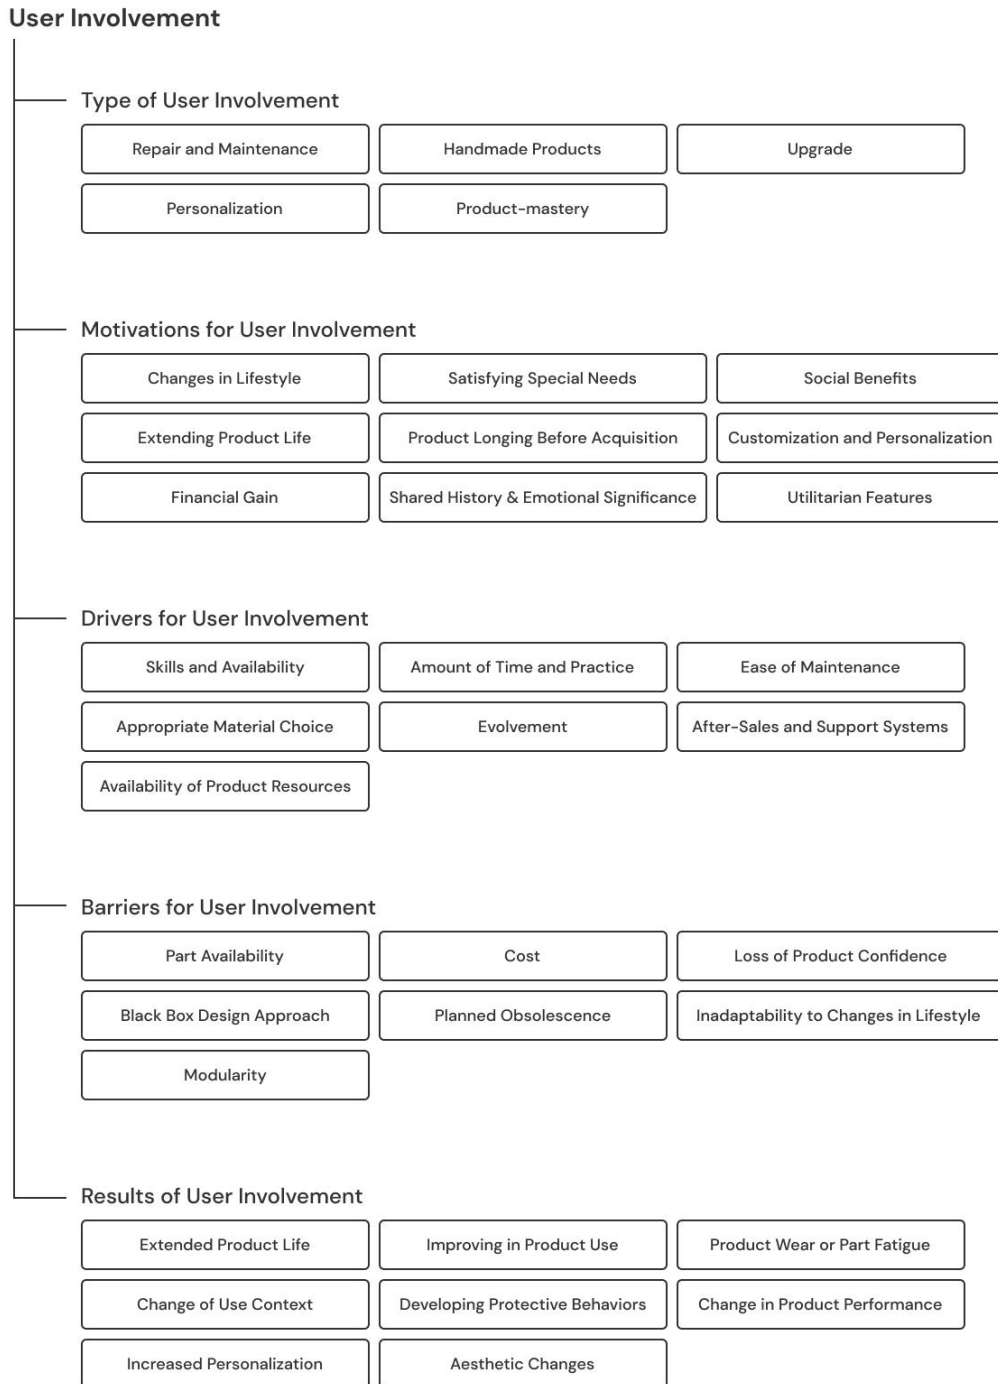 User Involvement
Type of User Involvement
Repair and Maintenance
Handmade Products
Upgrade
Personalization
Product-mastery
Motivations for User Involvement
Changes in Lifestyle
Satisfying Special Needs
Social Benefits
Extending Product Life
Product Longing Before Acquisition
Customization and Personalization
Financial Gain
Shared History & Emotional Significance
Utilitarian Features
Drivers for User Involvement
Skills and Availability
Amount of Time and Practice
Ease of Maintenance
Appropriate Material Choice
Evolvement
After-Sales and Support Systems
Availability of Product Resources
Barriers for User Involvement
Part Availability
Cost
Loss of Product Confidence
Black Box Design Approach
Planned Obsolescence
Inadaptability to Changes in Lifestyle
Modularity
Results of User Involvement
Extended Product Life
Improving in Product Use
Product Wear or Part Fatigue
Change of Use Context
Developing Protective Behaviors
Change in Product Performance
Increased Personalization
Aesthetic Changes